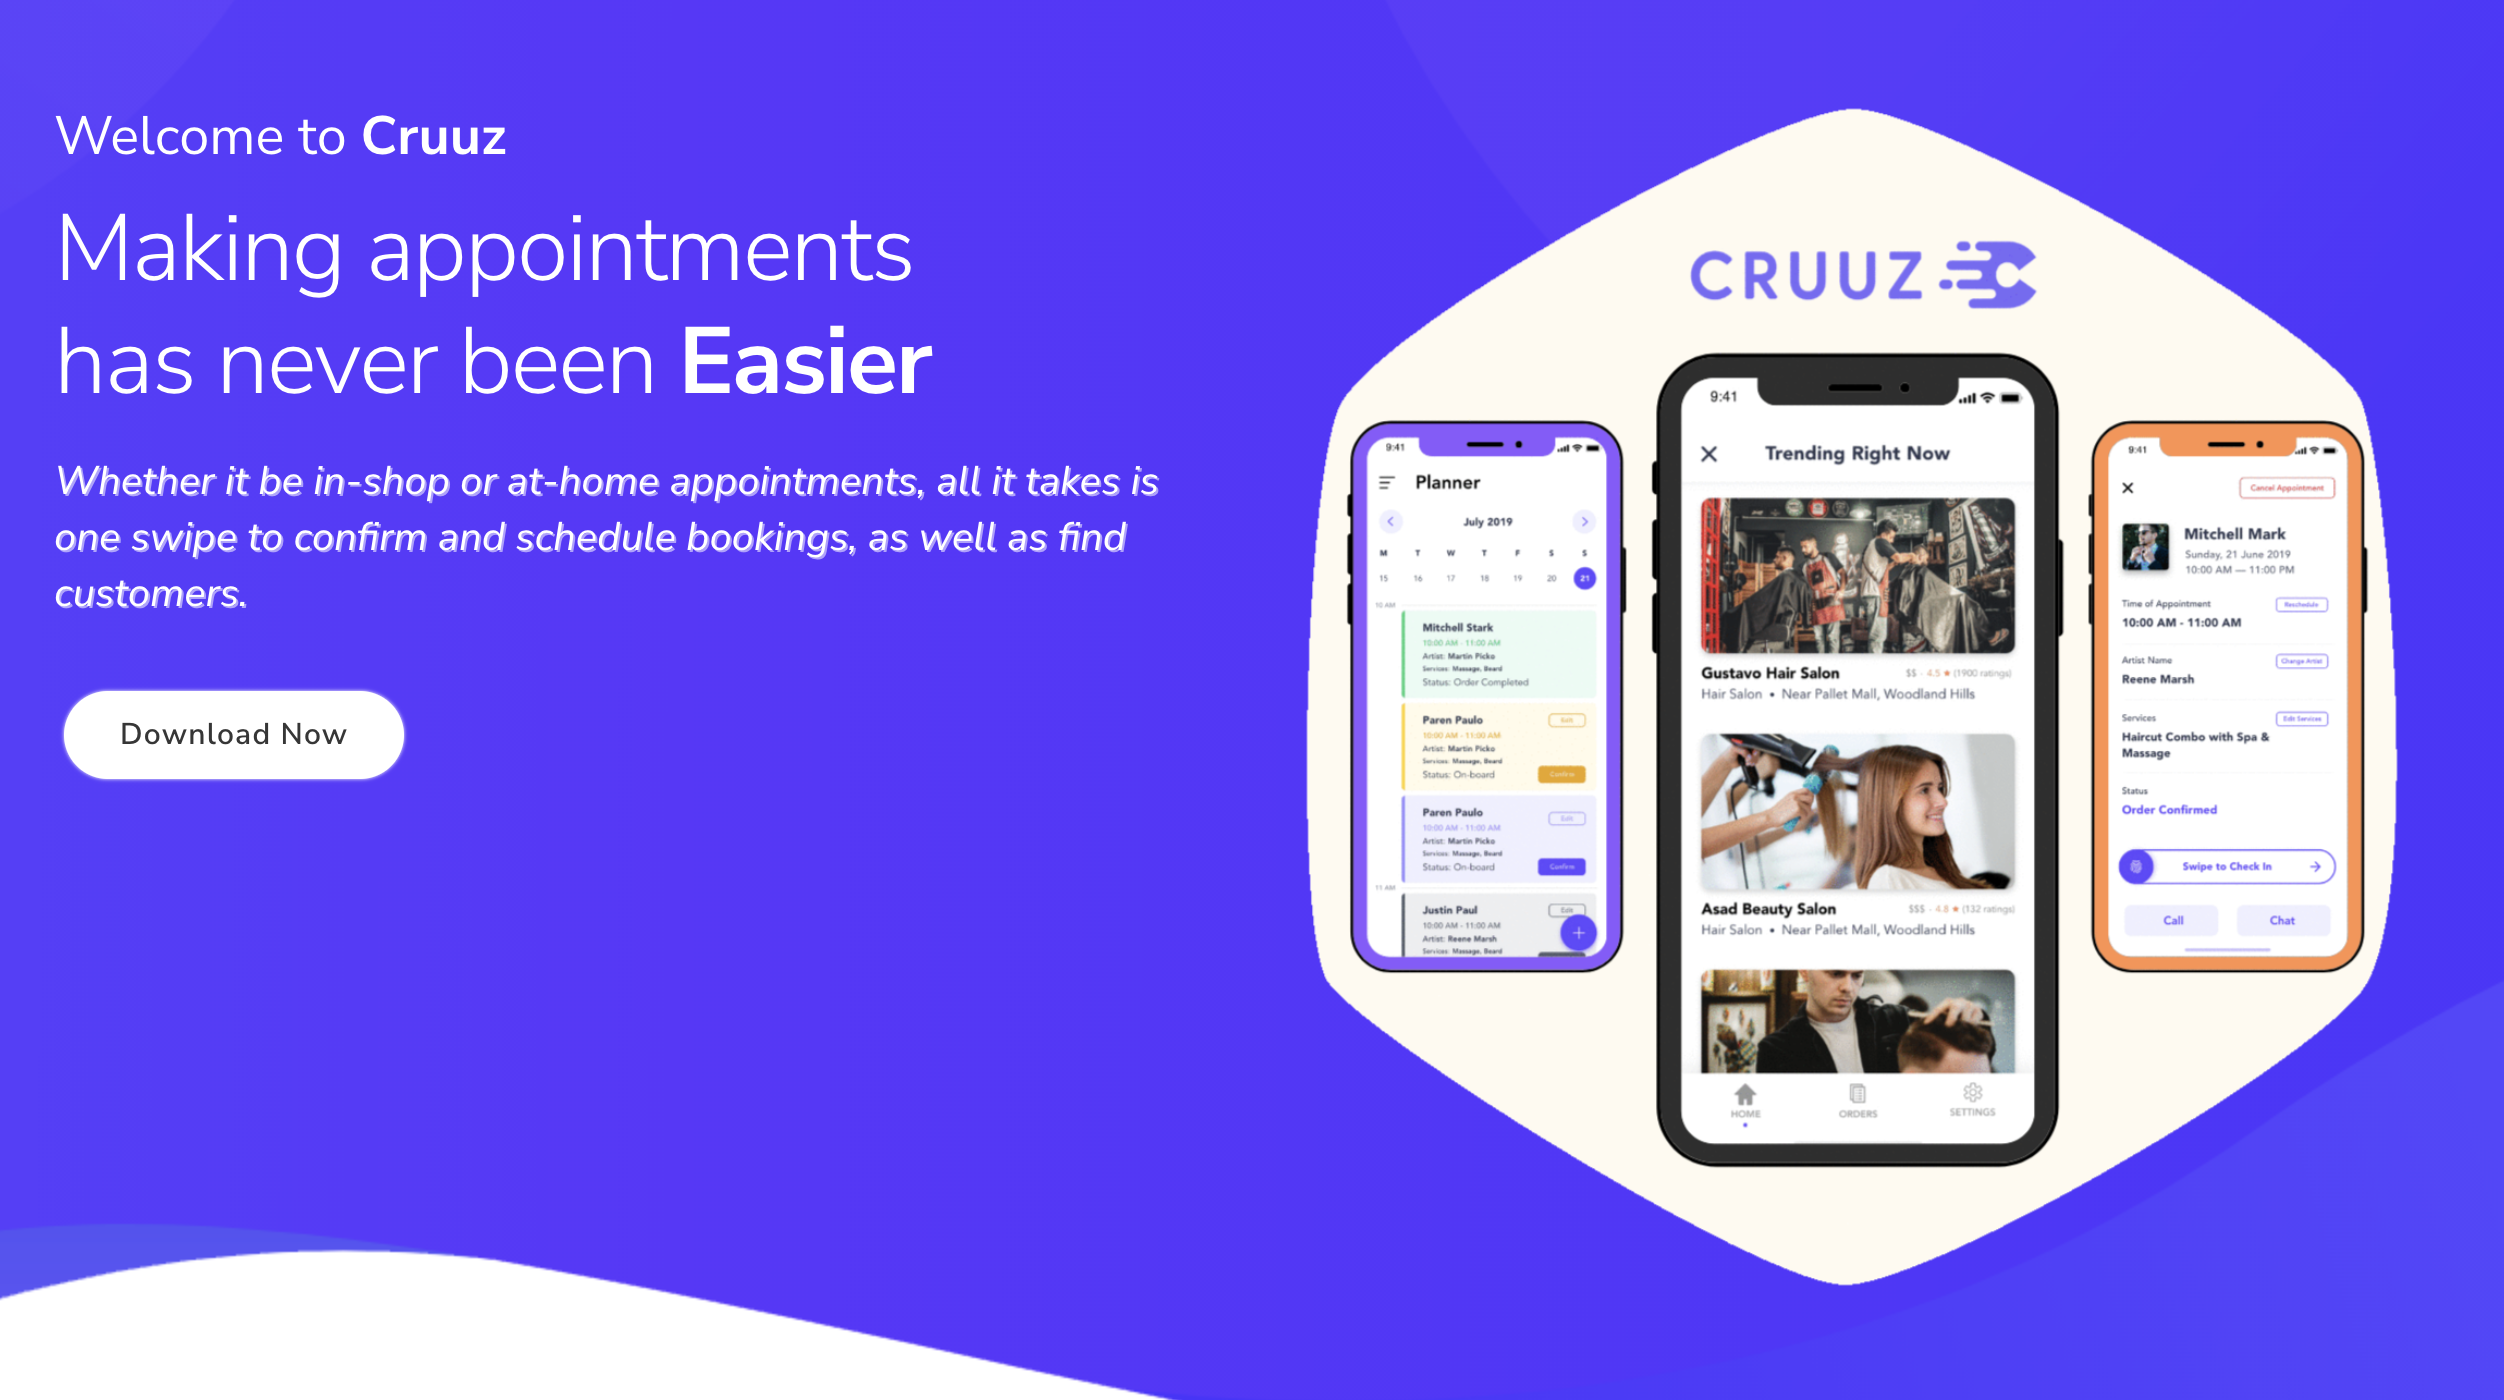 Welcome to Cruuz
Making appointments
has never been Easier
Whether it be in-shop or at-home appointments, all it takes is
one swipe to confirm and schedule bookings, as well as find
customers.
Download Now
CRUUZ
9:41
Planner
July 2019
M T W T F S S
15 16 17 18 19 20 21
10 AM
Mitchell Stark
10:00 AM - 11:00 AM
Artist: Martin Picko
Services: Massage, Beard
Status: Order Completed
Paren Paulo
Edit
10:00 AM - 11:00 AM
Artist: Martin Picko
Services: Massage, Beard
Status: On-board
Confirm
Paren Paulo
Edit
10:00 AM - 11:00 AM
Artist: Martin Picko
Services: Massage, Beard
Status: On-board
Confirm
11 AM
Justin Paul
Edit
10:00 AM - 11:00 AM
Artist: Reene Marsh
Services: Massage, Beard
9:41
Trending Right Now
Gustavo Hair Salon
$$ - 4.5 ★ (1900 ratings)
Hair Salon • Near Pallet Mall, Woodland Hills
Asad Beauty Salon
$$$ - 4.8 ★ (132 ratings)
Hair Salon • Near Pallet Mall, Woodland Hills
HOME
ORDERS
SETTINGS
9:41
Cancel Appointment
Mitchell Mark
Sunday, 21 June 2019
10:00 AM — 11:00 PM
Time of Appointment
Reschedule
10:00 AM - 11:00 AM
Artist Name
Change Artist
Reene Marsh
Services
Edit Services
Haircut Combo with Spa &
Massage
Status
Order Confirmed
Swipe to Check In
Call
Chat